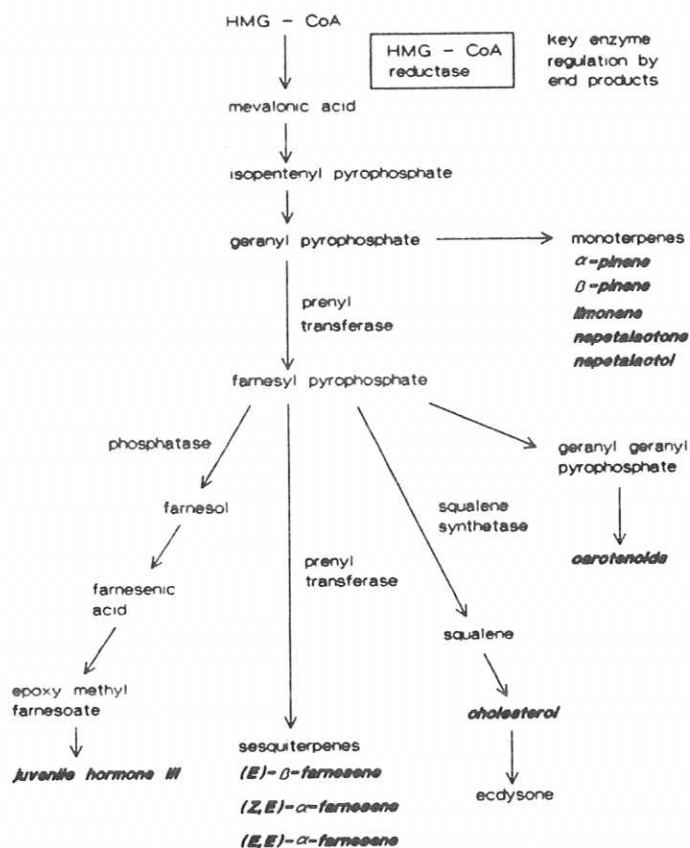 HMG – CoA
HMG – CoA
reductase
key enzyme
regulation by
end products
mevalonic acid
isopentenyl pyrophosphate
geranyl pyrophosphate
monoterpenes
α-pinene
β-pinene
limonene
nepetalactone
nepetalactol
prenyl
transferase
farnesyl pyrophosphate
phosphatase
geranyl geranyl
pyrophosphate
farnesol
squalene
synthetase
carotenoids
prenyl
transferase
farnesenic
acid
squalene
epoxy methyl
farnesoate
cholesterol
juvenile hormone III
sesquiterpenes
(E)-β-farnesene
(Z,E)-α-farnesene
(E,E)-α-farnesene
ecdysone